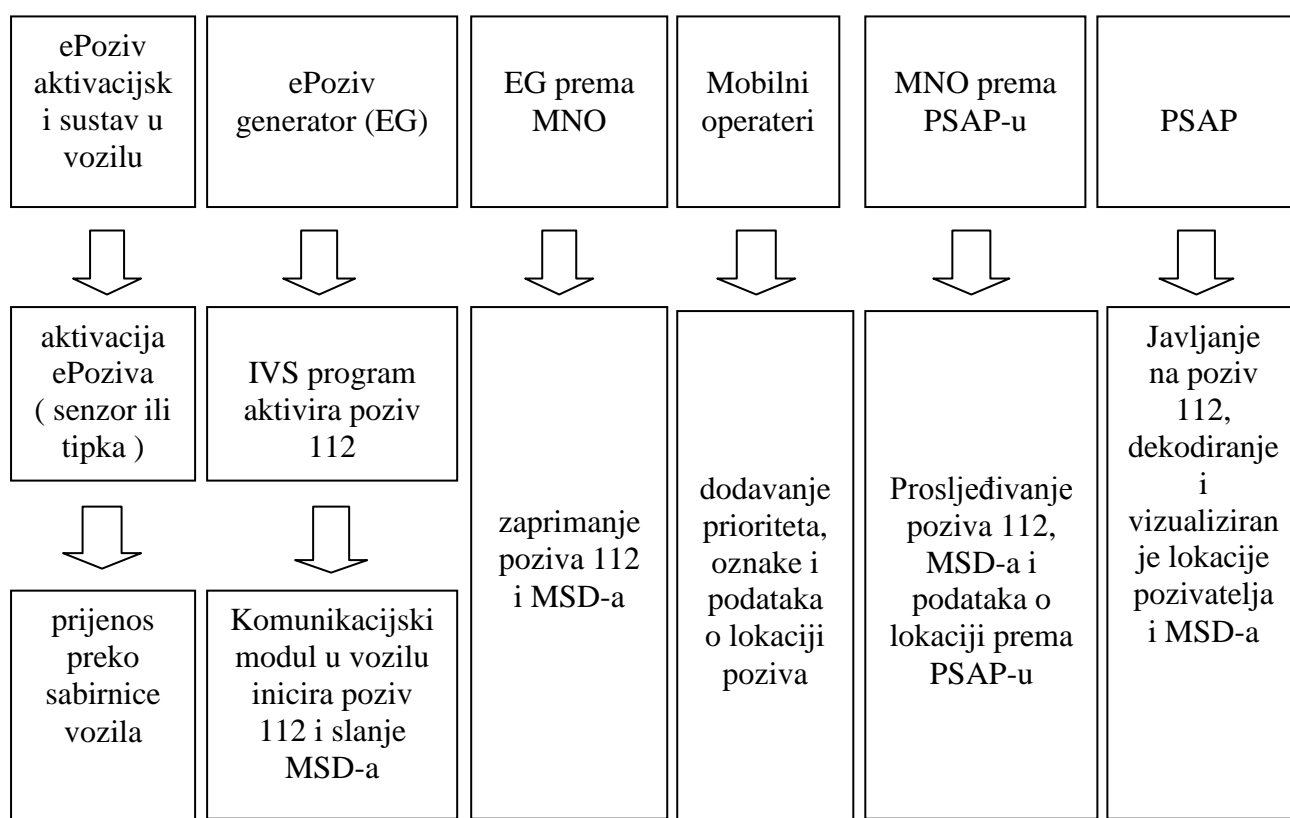 ePoziv
aktivacijsk
i sustav u
vozilu
ePoziv
generator (EG)
EG prema
MNO
Mobilni
operateri
MNO prema
PSAP-u
PSAP
aktivacija
ePoziva
( senzor ili
tipka )
IVS program
aktivira poziv
112
zaprimanje
poziva 112
i MSD-a
dodavanje
prioriteta,
oznake i
podataka
o lokaciji
poziva
Prosljeđivanje
poziva 112,
MSD-a i
podataka o
lokaciji prema
PSAP-u
Javljanje
na poziv
112,
dekodiranje
i
vizualiziran
je lokacije
pozivatelja
i MSD-a
prijenos
preko
sabirnice
vozila
Komunikacijski
modul u vozilu
inicira poziv
112 i slanje
MSD-a